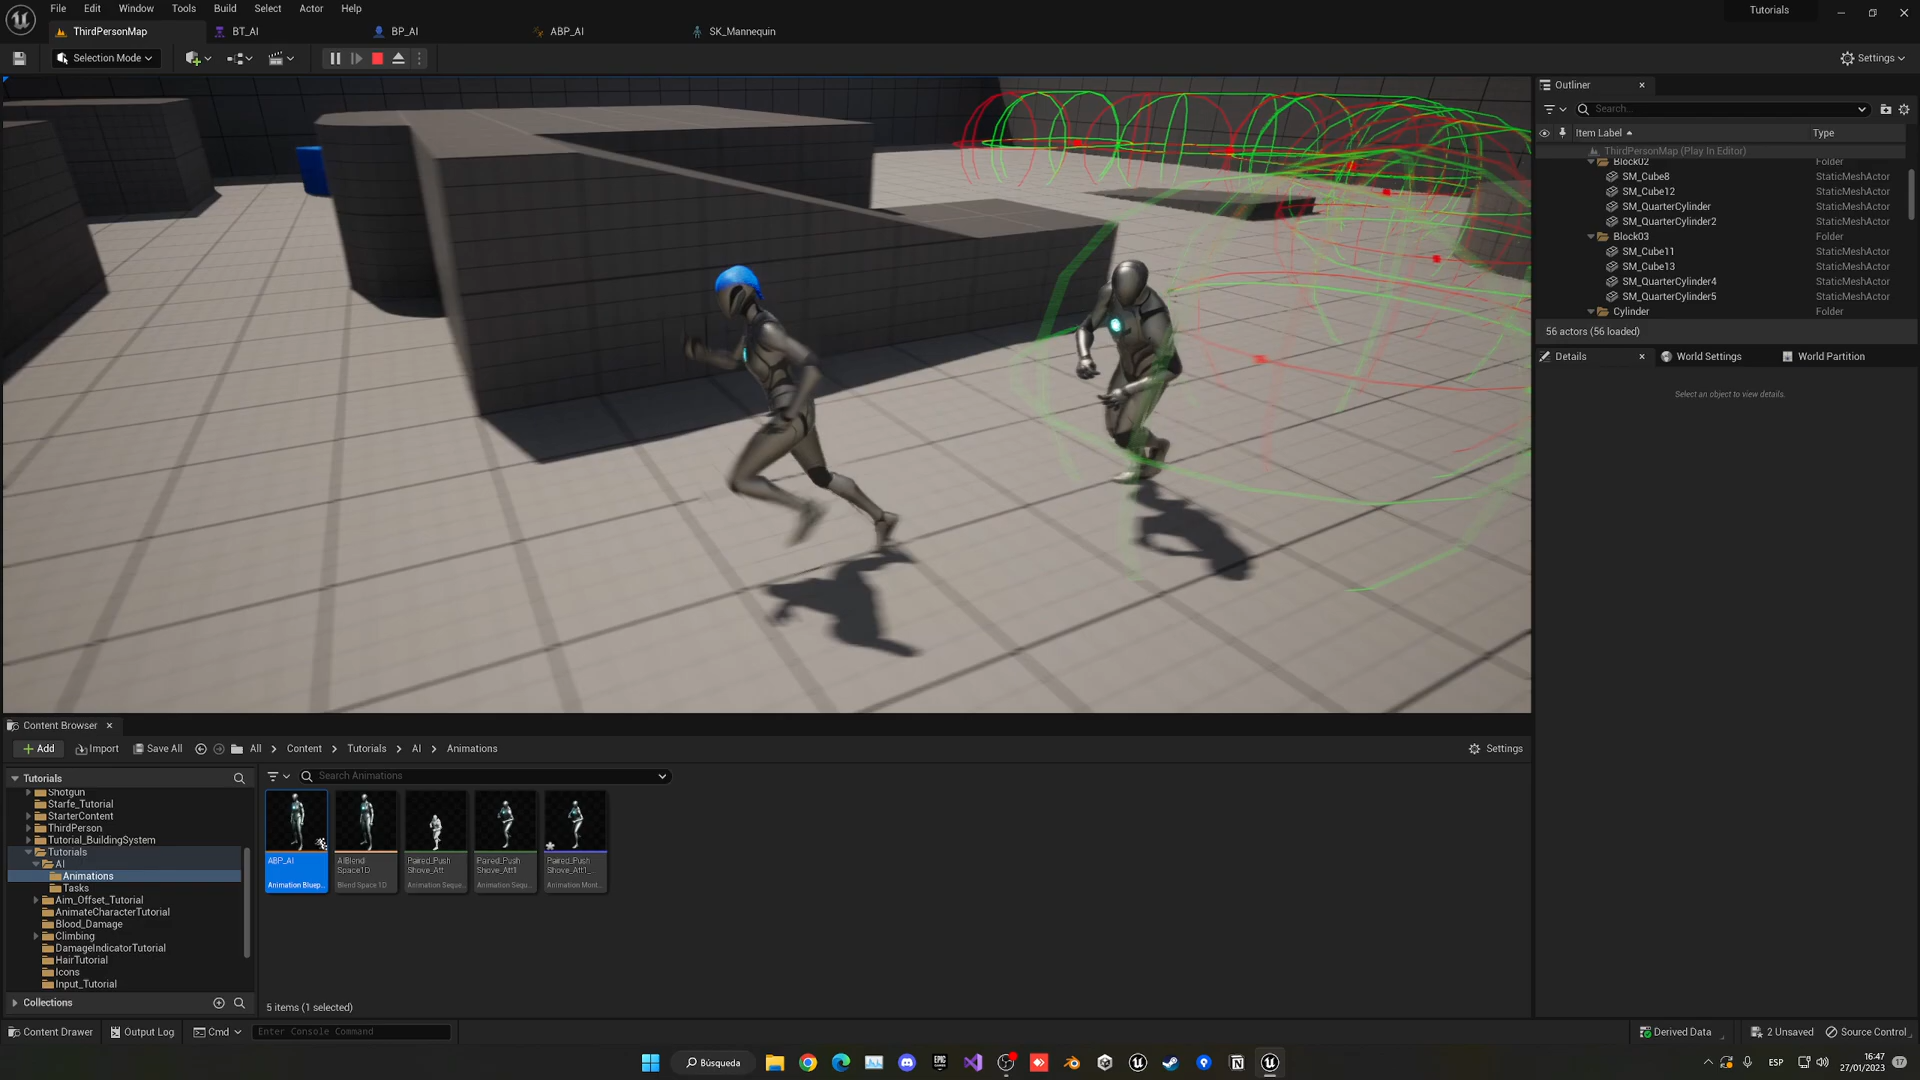 File Edit Window Tools Build Select Actor Help
Tutorials
ThirdPersonMap
BT_AI
BP_AI
ABP_AI
SK_Mannequin
Selection Mode
Settings
Outliner
Search...
Item Label
Type
ThirdPersonMap (Play In Editor)
Block02 Folder
SM_Cube8 StaticMeshActor
SM_Cube12 StaticMeshActor
SM_QuarterCylinder StaticMeshActor
SM_QuarterCylinder2 StaticMeshActor
Block03 Folder
SM_Cube11 StaticMeshActor
SM_Cube13 StaticMeshActor
SM_QuarterCylinder4 StaticMeshActor
SM_QuarterCylinder5 StaticMeshActor
Cylinder Folder
56 actors (56 loaded)
Details
World Settings
World Partition
Select an object to view details.
Content Browser
Add
Import
Save All
All
Content
Tutorials
AI
Animations
Settings
Tutorials
Shotgun
Starfe_Tutorial
StarterContent
ThirdPerson
Tutorial_BuildingSystem
Tutorials
AI
Animations
Tasks
Aim_Offset_Tutorial
AnimateCharacterTutorial
Blood_Damage
Climbing
DamageIndicatorTutorial
HairTutorial
Icons
Input_Tutorial
Collections
Search Animations
ABP_AI
Animation Bluep...
AIBlend
Space1D
Blend Space 1D
Paired_Push
Shove_Att
Animation Seque...
Paired_Push
Shove_Att1
Animation Sequ...
Paired_Push
Shove_Att1_...
Animation Mont...
5 items (1 selected)
Content Drawer
Output Log
Cmd
Enter Console Command
Derived Data
2 Unsaved
Source Control
Búsqueda
EPIC
ESP
16:47
27/01/2023
17